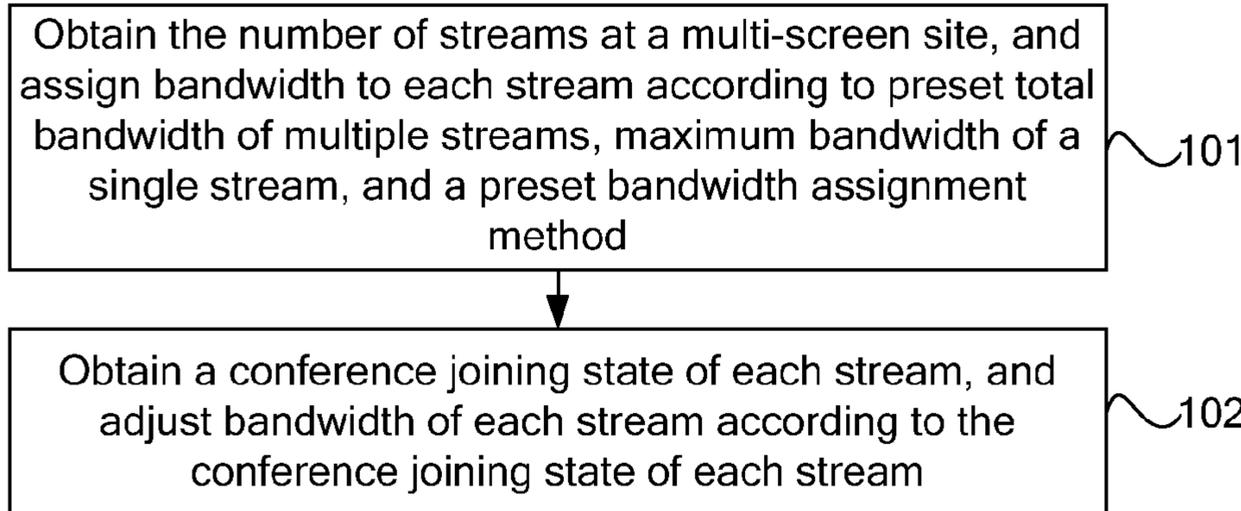 Obtain the number of streams at a multi-screen site, and
assign bandwidth to each stream according to preset total
bandwidth of multiple streams, maximum bandwidth of a
single stream, and a preset bandwidth assignment
method
101
Obtain a conference joining state of each stream, and
adjust bandwidth of each stream according to the
conference joining state of each stream
102